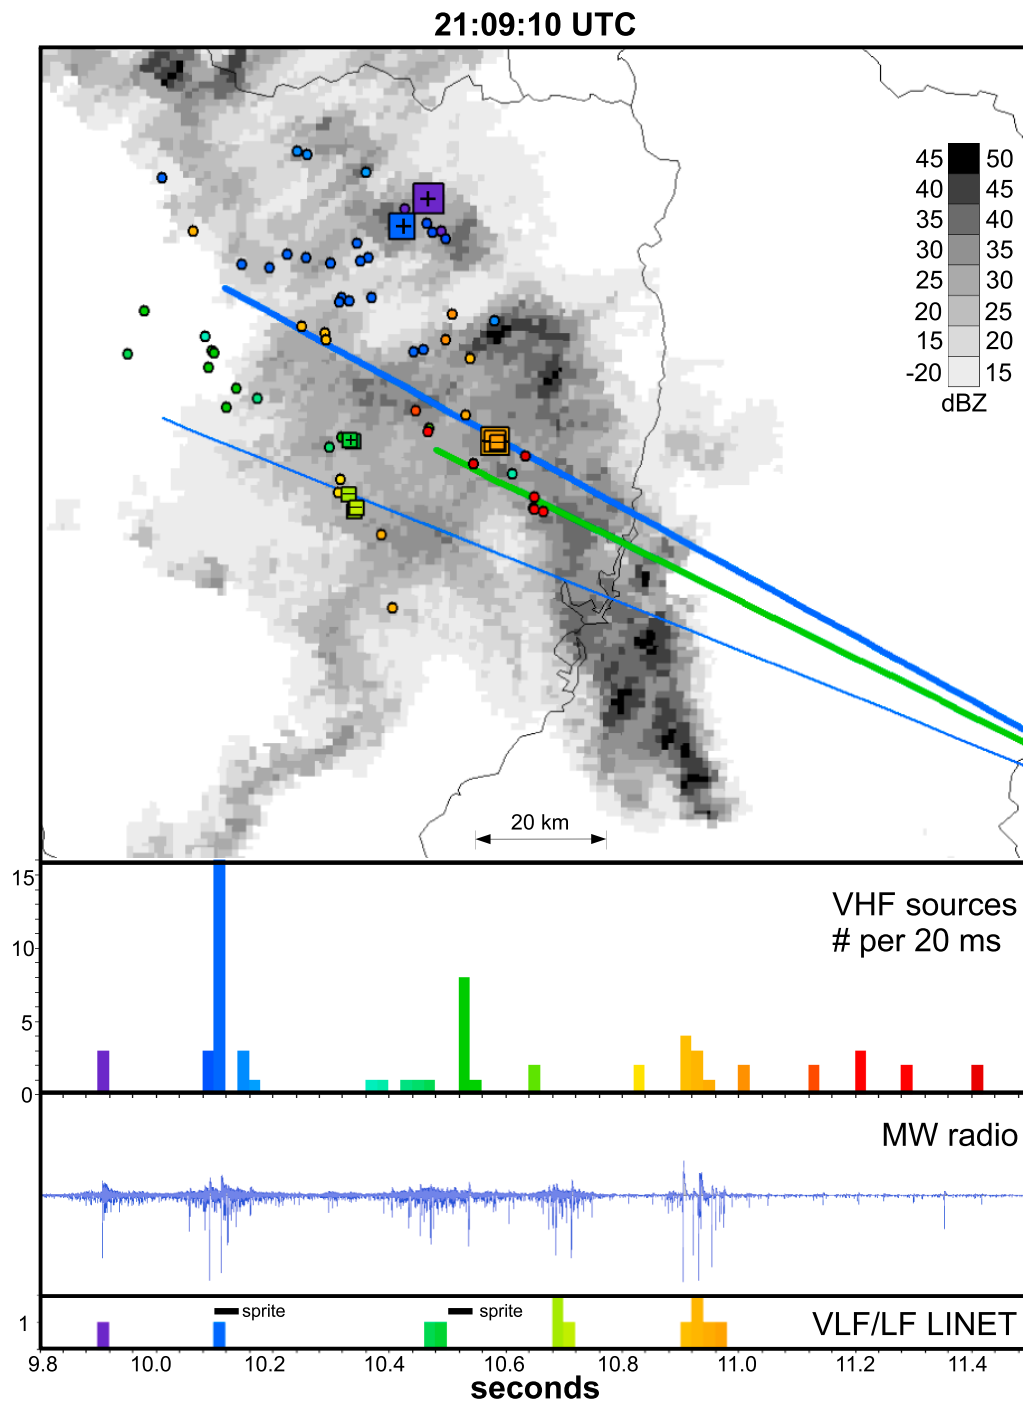 21:09:10 UTC
45 50
40 45
35 40
30 35
25 30
20 25
15 20
-20 15
dBZ
20 km
15
10
5
0
VHF sources
# per 20 ms
MW radio
sprite sprite
1
VLF/LF LINET
9.8 10.0 10.2 10.4 10.6 10.8 11.0 11.2 11.4
seconds